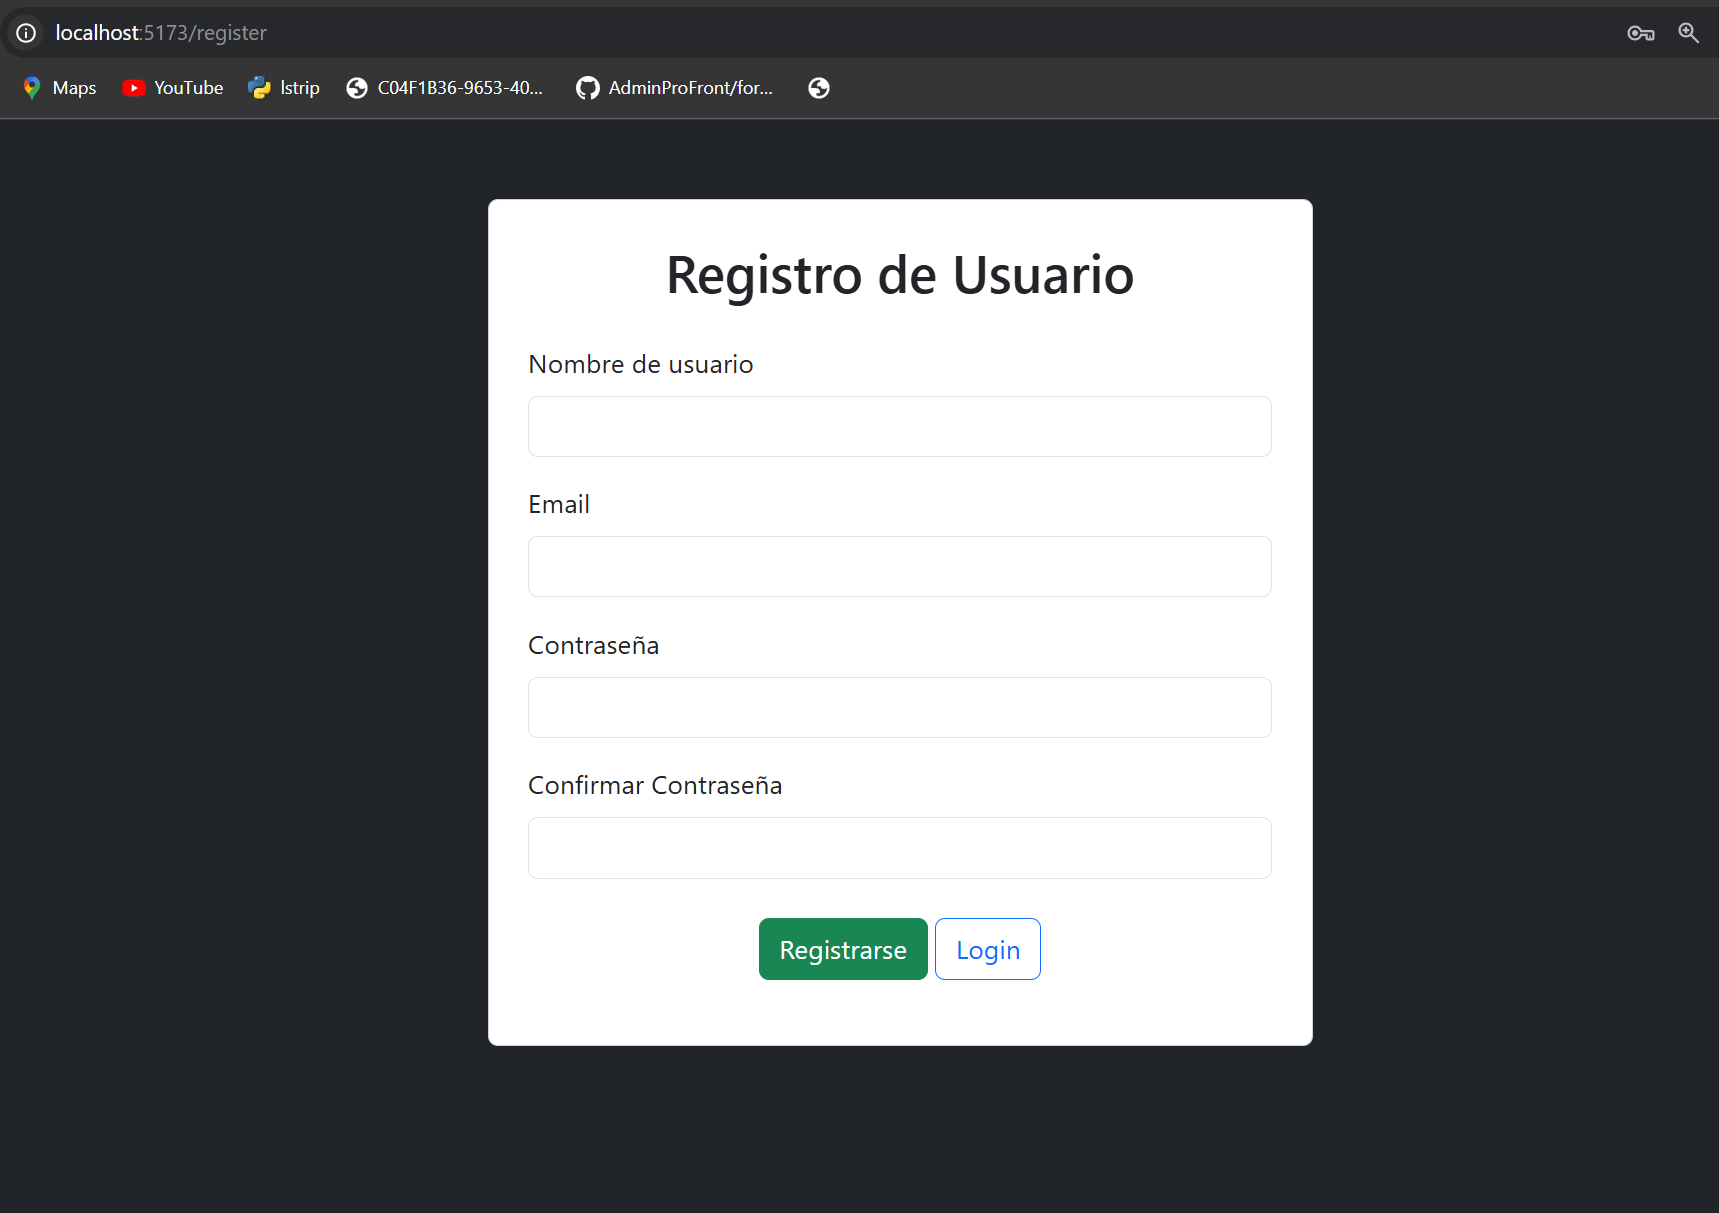 localhost:5173/register
Maps YouTube lstrip C04F1B36-9653-40... AdminProFront/for...
Registro de Usuario
Nombre de usuario
Email
Contraseña
Confirmar Contraseña
Registrarse Login